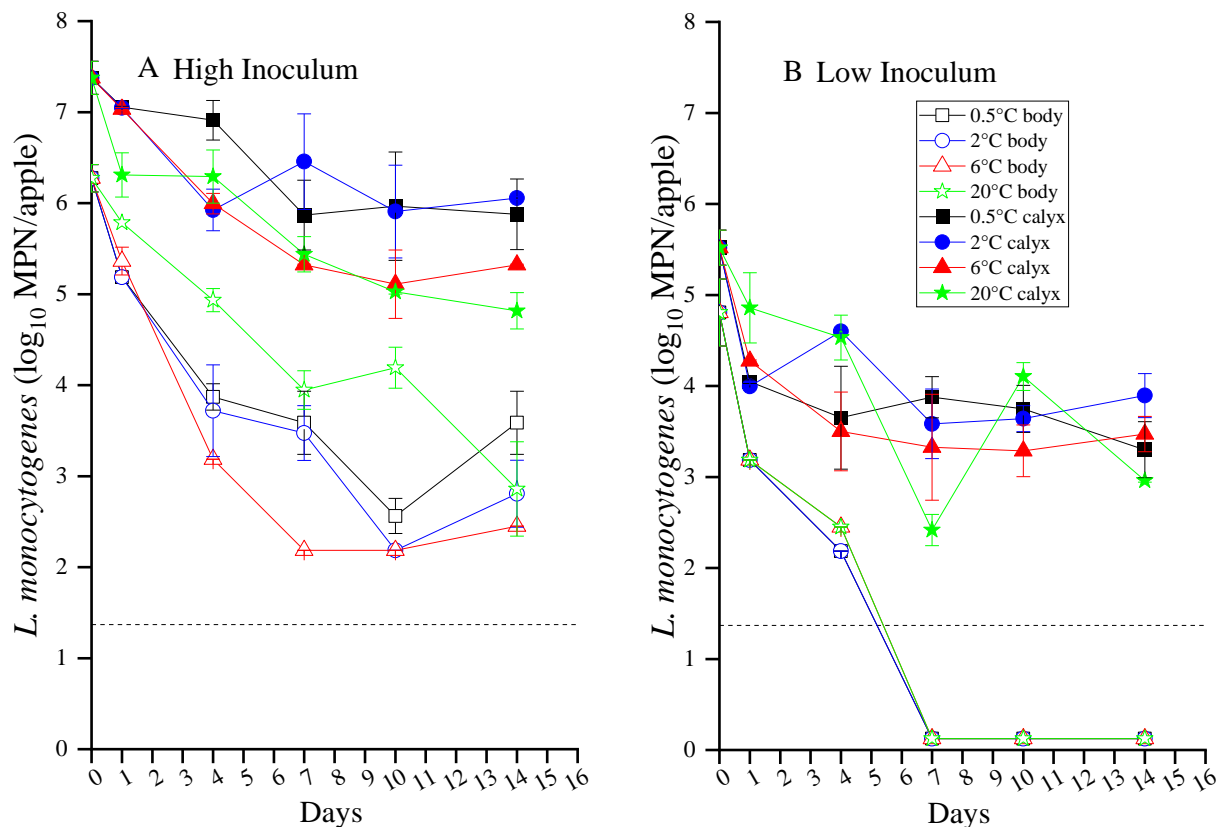 A High Inoculum
L. monocytogenes (log10 MPN/apple)
8
7
6
5
4
3
2
1
0
0 1 2 3 4 5 6 7 8 9 10 11 12 13 14 15 16
Days
B Low Inoculum
L. monocytogenes (log10 MPN/apple)
8
7
6
5
4
3
2
1
0
0.5°C body
2°C body
6°C body
20°C body
0.5°C calyx
2°C calyx
6°C calyx
20°C calyx
0 1 2 3 4 5 6 7 8 9 10 11 12 13 14 15 16
Days